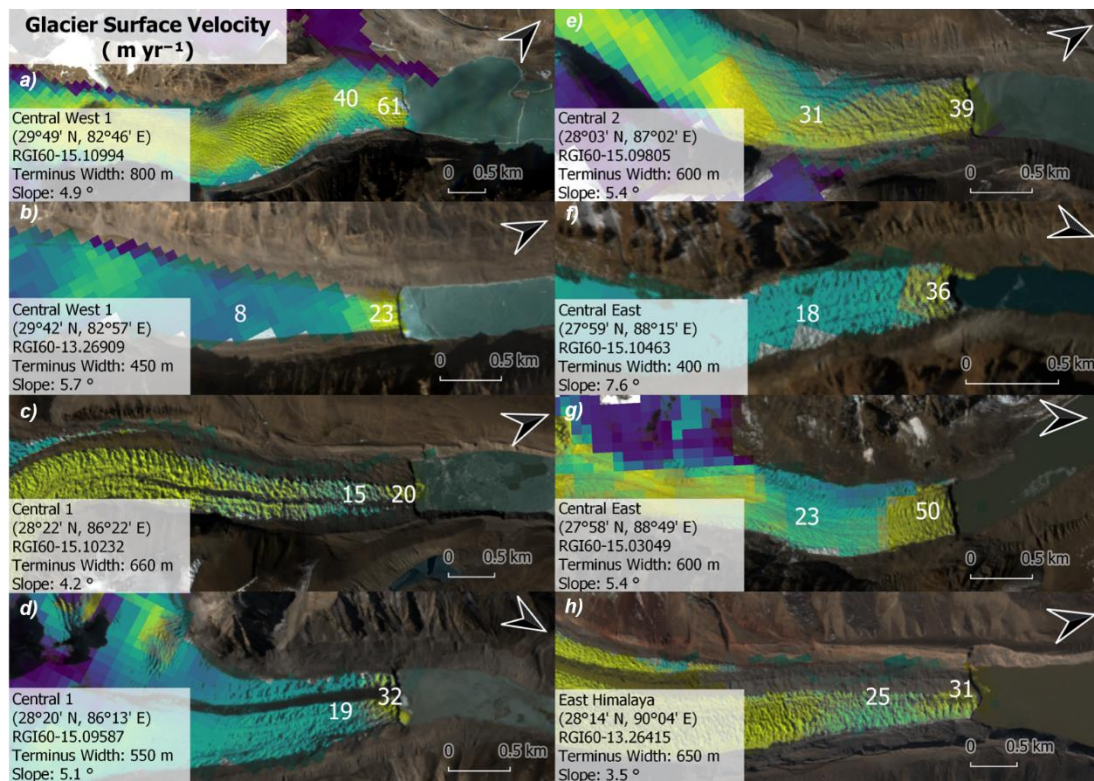 Glacier Surface Velocity
( m yr⁻¹)
a)
40
61
Central West 1
(29°49' N, 82°46' E)
RGI60-15.10994
Terminus Width: 800 m
Slope: 4.9 °
0 0.5 km
b)
8
23
Central West 1
(29°42' N, 82°57' E)
RGI60-13.26909
Terminus Width: 450 m
Slope: 5.7 °
0 0.5 km
c)
15
20
Central 1
(28°22' N, 86°22' E)
RGI60-15.10232
Terminus Width: 660 m
Slope: 4.2 °
0 0.5 km
d)
32
19
Central 1
(28°20' N, 86°13' E)
RGI60-15.09587
Terminus Width: 550 m
Slope: 5.1 °
0 0.5 km
e)
31
39
Central 2
(28°03' N, 87°02' E)
RGI60-15.09805
Terminus Width: 600 m
Slope: 5.4 °
0 0.5 km
f)
18
36
Central East
(27°59' N, 88°15' E)
RGI60-15.10463
Terminus Width: 400 m
Slope: 7.6 °
0 0.5 km
g)
23
50
Central East
(27°58' N, 88°49' E)
RGI60-15.03049
Terminus Width: 600 m
Slope: 5.4 °
0 0.5 km
h)
25
31
East Himalaya
(28°14' N, 90°04' E)
RGI60-13.26415
Terminus Width: 650 m
Slope: 3.5 °
0 0.5 km